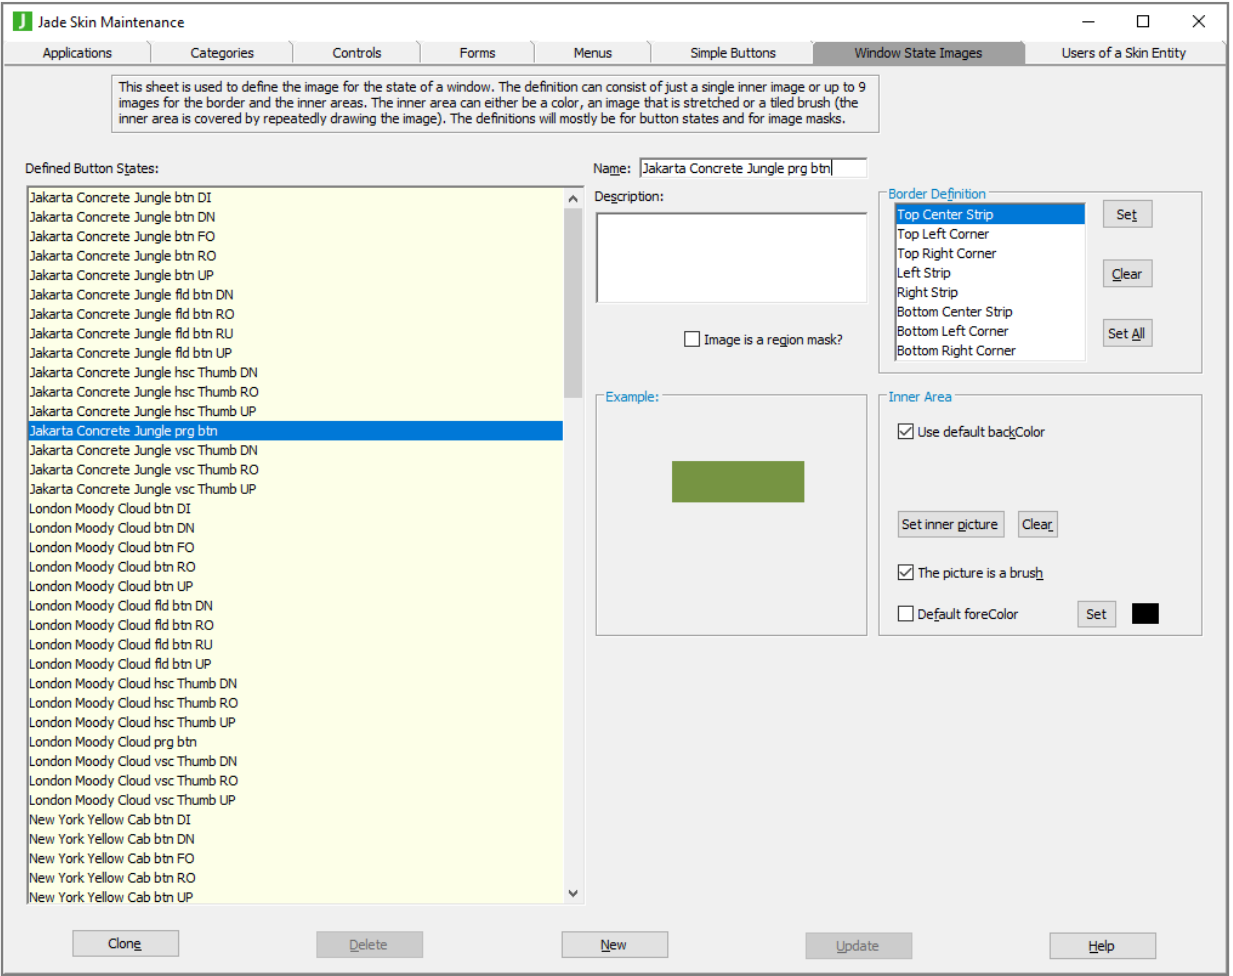 Jade Skin Maintenance
Applications
Categories
Controls
Forms
Menus
Simple Buttons
Window State Images
Users of a Skin Entity
This sheet is used to define the image for the state of a window. The definition can consist of just a single inner image or up to 9
images for the border and the inner areas. The inner area can either be a color, an image that is stretched or a tiled brush (the
inner area is covered by repeatedly drawing the image). The definitions will mostly be for button states and for image masks.
Defined Button States:
Jakarta Concrete Jungle btn DI
Jakarta Concrete Jungle btn DN
Jakarta Concrete Jungle btn FO
Jakarta Concrete Jungle btn RO
Jakarta Concrete Jungle btn UP
Jakarta Concrete Jungle fld btn DN
Jakarta Concrete Jungle fld btn RO
Jakarta Concrete Jungle fld btn RU
Jakarta Concrete Jungle fld btn UP
Jakarta Concrete Jungle hsc Thumb DN
Jakarta Concrete Jungle hsc Thumb RO
Jakarta Concrete Jungle hsc Thumb UP
Jakarta Concrete Jungle prg btn
Jakarta Concrete Jungle vsc Thumb DN
Jakarta Concrete Jungle vsc Thumb RO
Jakarta Concrete Jungle vsc Thumb UP
London Moody Cloud btn DI
London Moody Cloud btn DN
London Moody Cloud btn FO
London Moody Cloud btn RO
London Moody Cloud btn UP
London Moody Cloud fld btn DN
London Moody Cloud fld btn RO
London Moody Cloud fld btn RU
London Moody Cloud fld btn UP
London Moody Cloud hsc Thumb DN
London Moody Cloud hsc Thumb RO
London Moody Cloud hsc Thumb UP
London Moody Cloud prg btn
London Moody Cloud vsc Thumb DN
London Moody Cloud vsc Thumb RO
London Moody Cloud vsc Thumb UP
New York Yellow Cab btn DI
New York Yellow Cab btn DN
New York Yellow Cab btn FO
New York Yellow Cab btn RO
New York Yellow Cab btn UP
Name: Jakarta Concrete Jungle prg btn
Description:
Image is a region mask?
Border Definition
Top Center Strip
Top Left Corner
Top Right Corner
Left Strip
Right Strip
Bottom Center Strip
Bottom Left Corner
Bottom Right Corner
Set
Clear
Set All
Example:
Inner Area
Use default backColor
Set inner picture
Clear
The picture is a brush
Default foreColor
Set
Clone
Delete
New
Update
Help